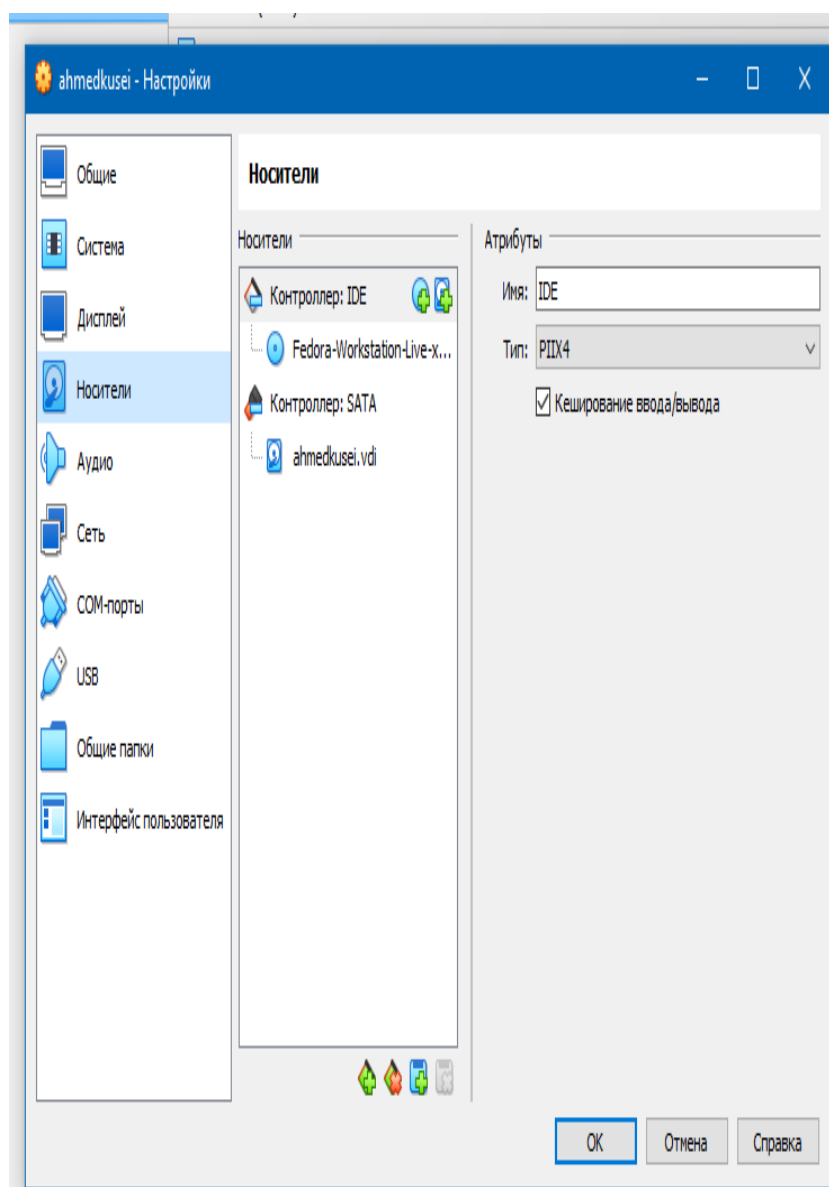 ahmedkusei - Настройки
Общие
Система
Дисплей
Носители
Аудио
Сеть
COM-порты
USB
Общие папки
Интерфейс пользователя
Носители
Носители
Контроллер: IDE
Fedora-Workstation-Live-x...
Контроллер: SATA
ahmedkusei.vdi
Атрибуты
Имя: IDE
Тип: PIIX4
Кеширование ввода/вывода
OK
Отмена
Справка